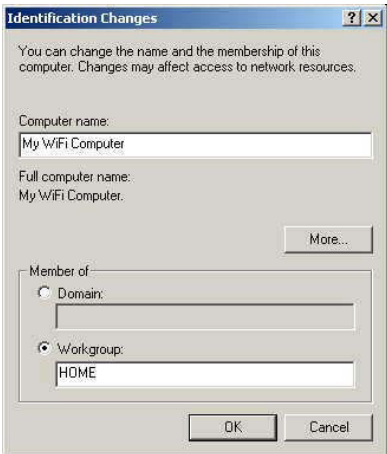 Identification Changes
You can change the name and the membership of this
computer. Changes may affect access to network resources.
Computer name:
My WiFi Computer
Full computer name:
My WiFi Computer.
More...
Member of
Domain:
Workgroup:
HOME
OK Cancel